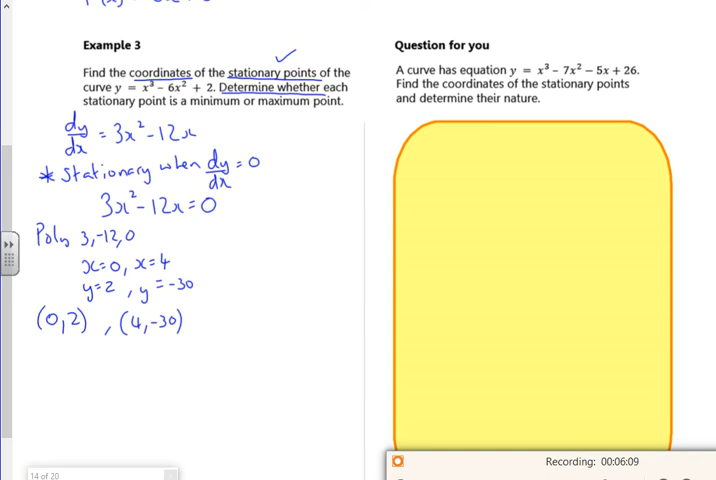 Example 3
Find the coordinates of the stationary points of the
curve y = x³ − 6x² + 2. Determine whether each
stationary point is a minimum or maximum point.
dy/dx = 3x² − 12x
* Stationary when dy/dx = 0
3x² − 12x = 0
Poly 3, −12, 0
x = 0, x = 4
y = 2, y = −30
(0, 2), (4, −30)
14 of 20
Question for you
A curve has equation y = x³ − 7x² − 5x + 26.
Find the coordinates of the stationary points
and determine their nature.
Recording: 00:06:09